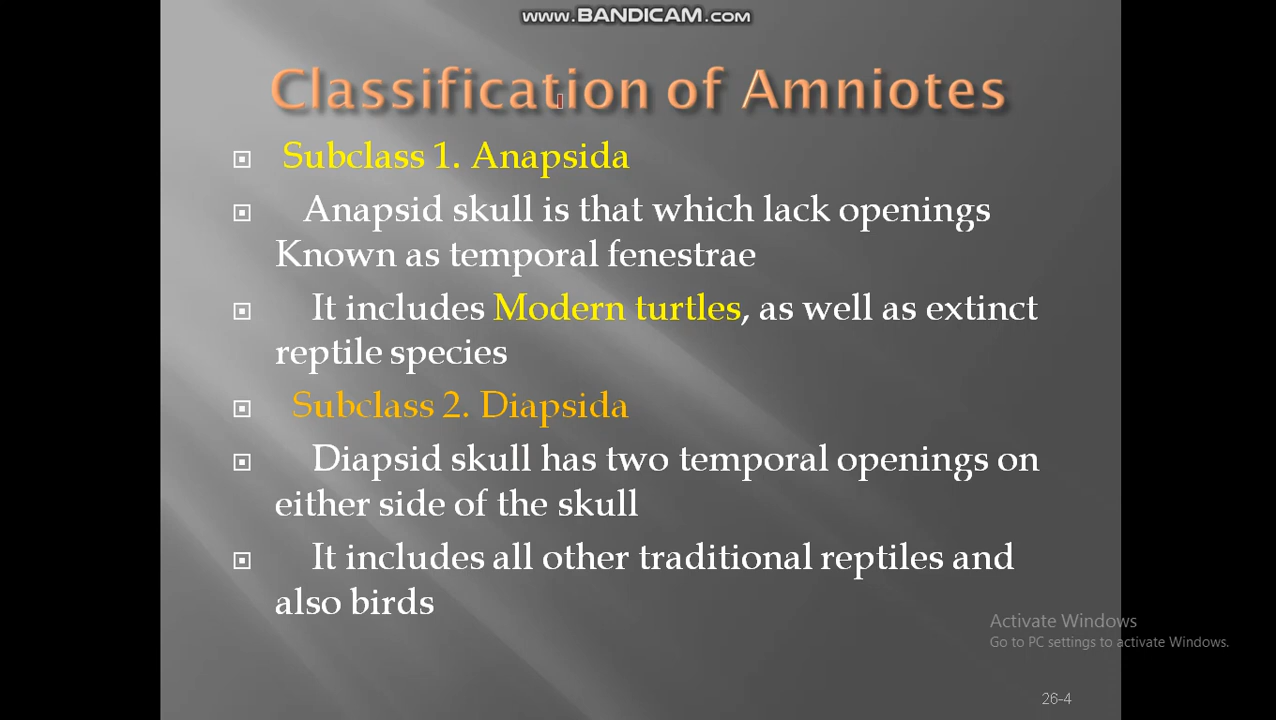 www.BANDICAM.com
Classification of Amniotes
Subclass 1. Anapsida
Anapsid skull is that which lack openings
Known as temporal fenestrae
It includes Modern turtles, as well as extinct
reptile species
Subclass 2. Diapsida
Diapsid skull has two temporal openings on
either side of the skull
It includes all other traditional reptiles and
also birds
Activate Windows
Go to PC settings to activate Windows.
26-4